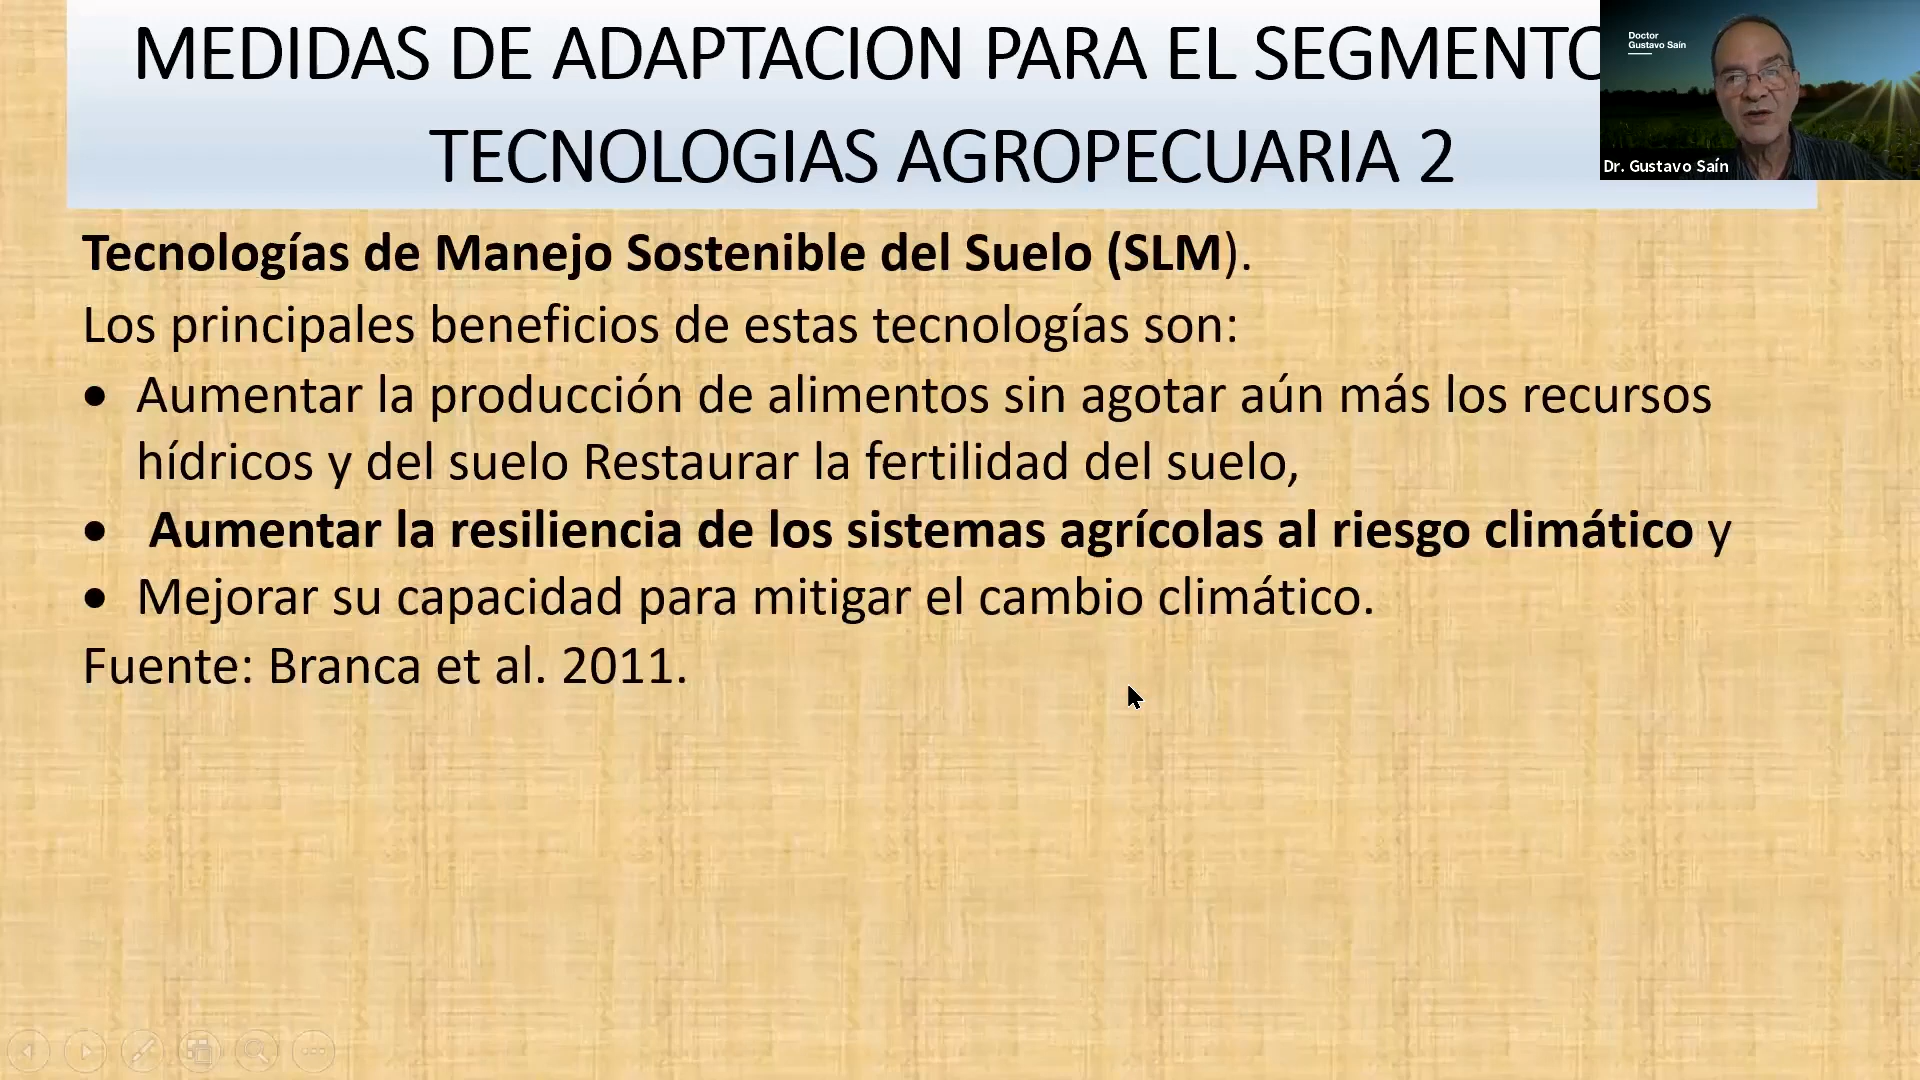 MEDIDAS DE ADAPTACION PARA EL SEGMENTO
TECNOLOGIAS AGROPECUARIA 2
Doctor
Gustavo Saín
Dr. Gustavo Saín
Tecnologías de Manejo Sostenible del Suelo (SLM).
Los principales beneficios de estas tecnologías son:
• Aumentar la producción de alimentos sin agotar aún más los recursos
hídricos y del suelo Restaurar la fertilidad del suelo,
• Aumentar la resiliencia de los sistemas agrícolas al riesgo climático y
• Mejorar su capacidad para mitigar el cambio climático.
Fuente: Branca et al. 2011.